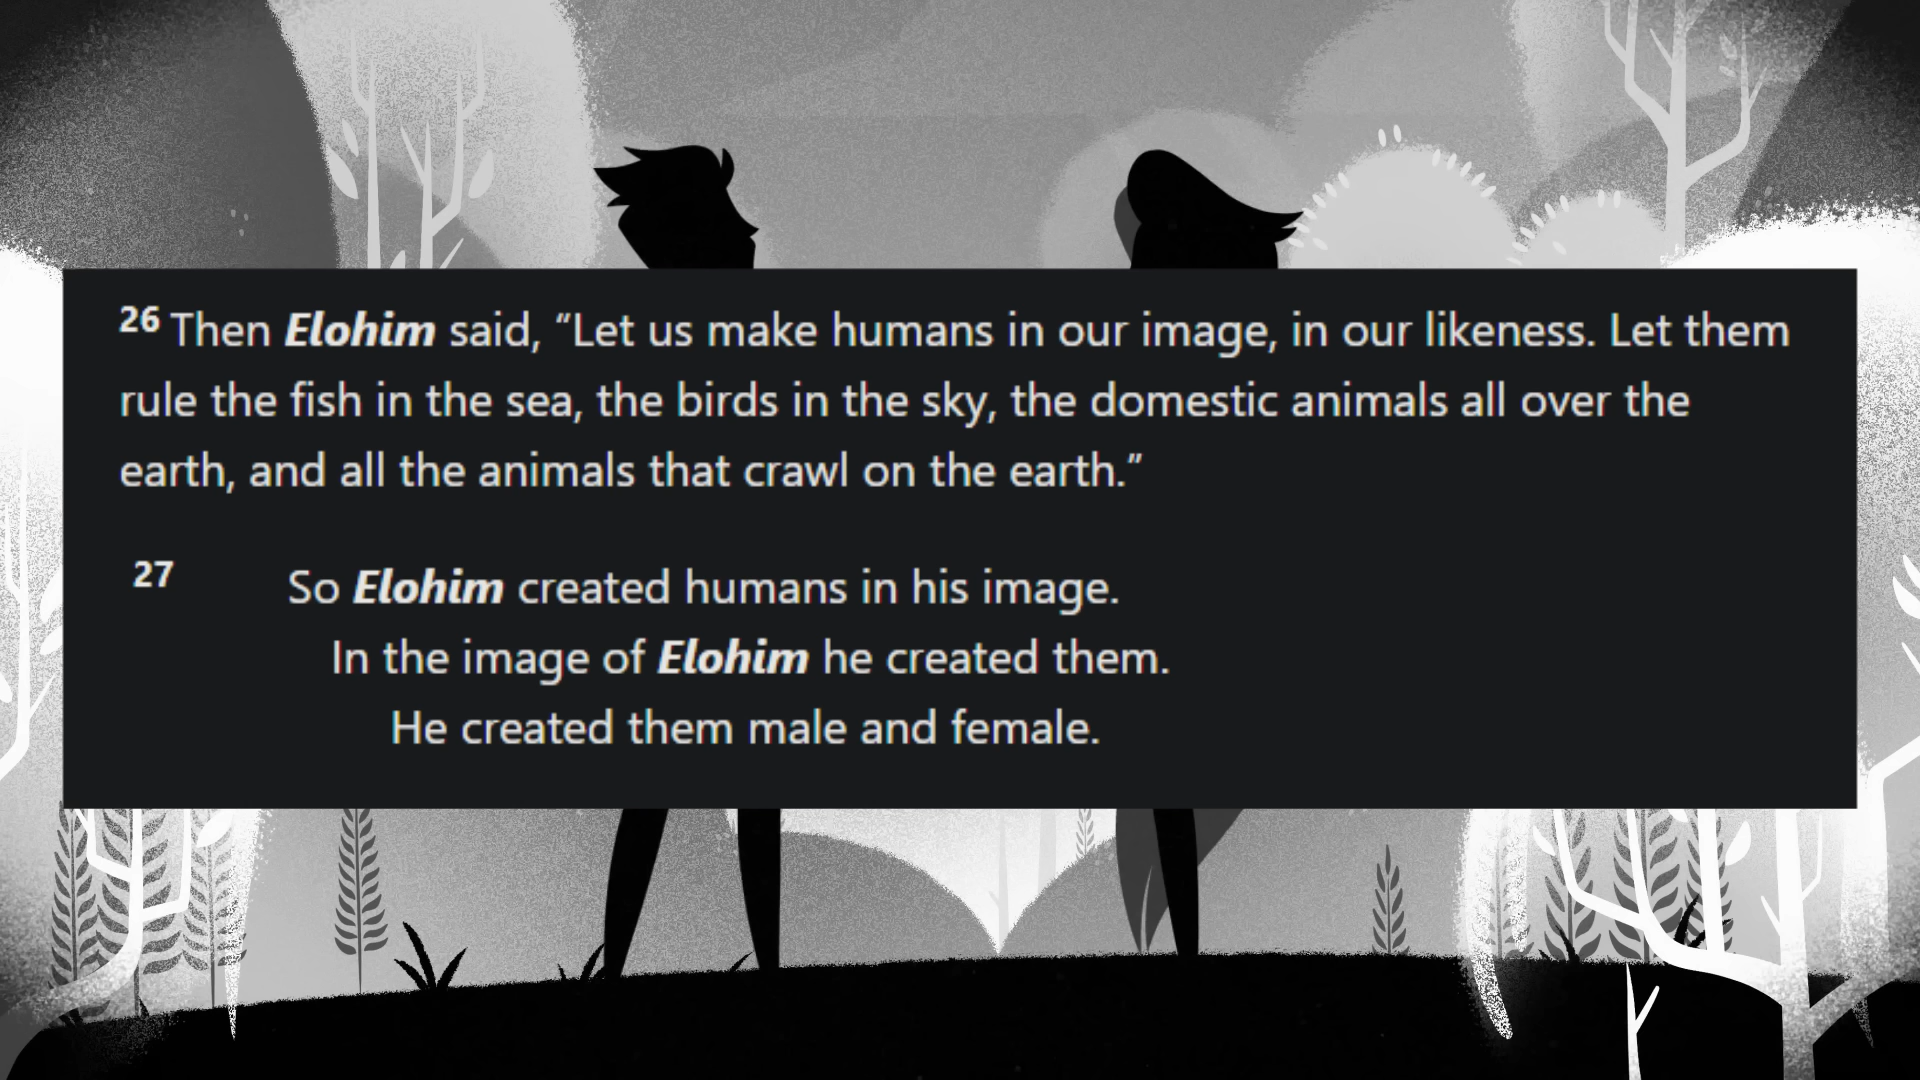 26 Then Elohim said, “Let us make humans in our image, in our likeness. Let them
rule the fish in the sea, the birds in the sky, the domestic animals all over the
earth, and all the animals that crawl on the earth.”
27 So Elohim created humans in his image.
In the image of Elohim he created them.
He created them male and female.